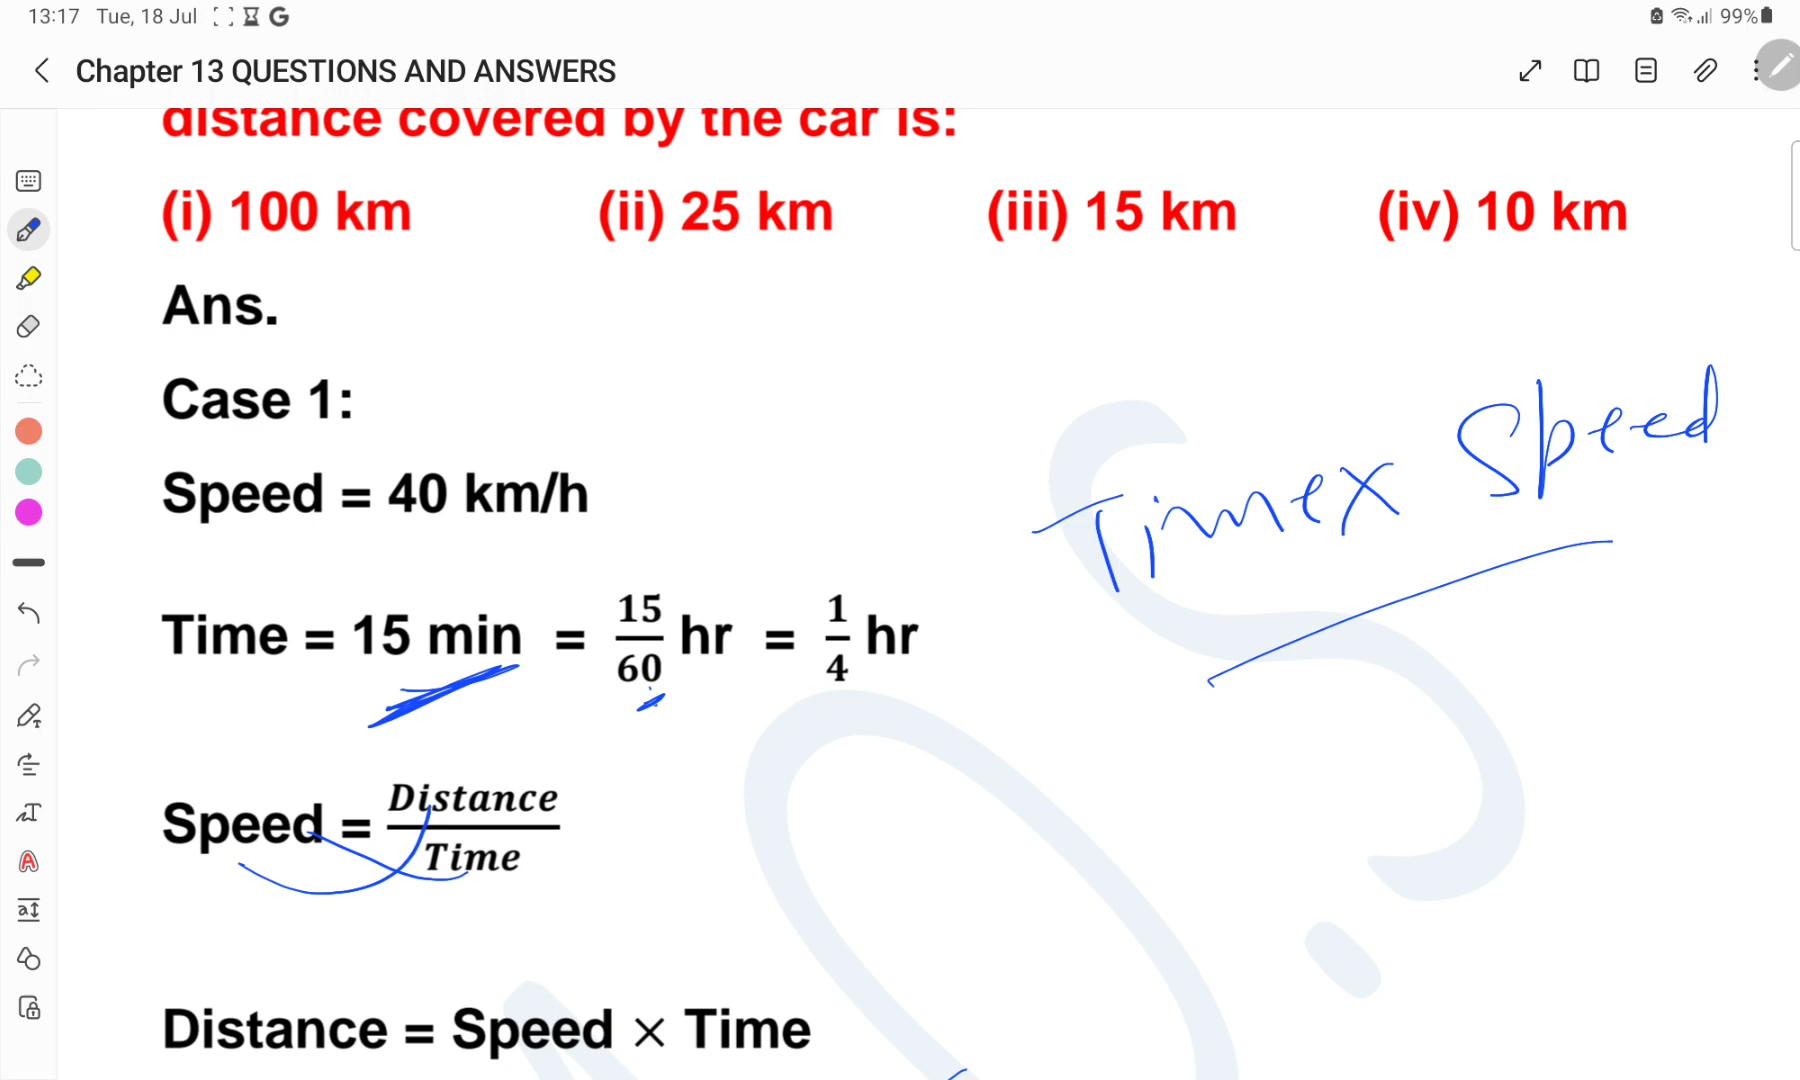 13:17 Tue, 18 Jul G 99%
Chapter 13 QUESTIONS AND ANSWERS
distance covered by the car is:
(i) 100 km (ii) 25 km (iii) 15 km (iv) 10 km
Ans.
Case 1:
Speed = 40 km/h
Time x Speed
Time = 15 min = 15/60 hr = 1/4 hr
Speed = Distance/Time
Distance = Speed × Time